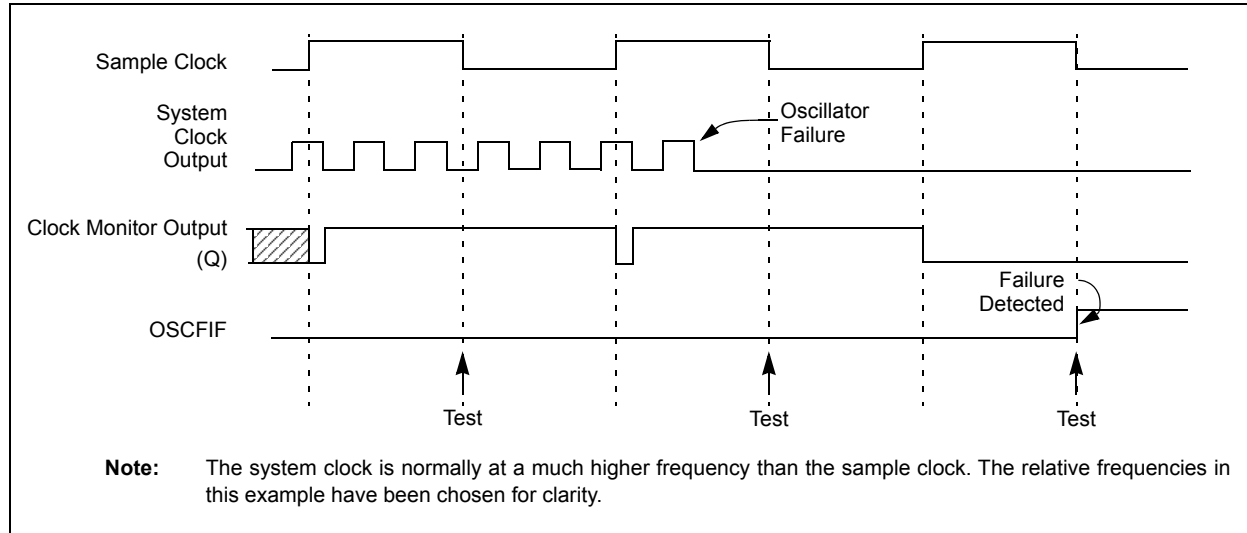 Sample Clock
System
Clock
Output
Oscillator
Failure
Clock Monitor Output
(Q)
Failure
Detected
OSCFIF
Test
Test
Test
Note: The system clock is normally at a much higher frequency than the sample clock. The relative frequencies in
this example have been chosen for clarity.